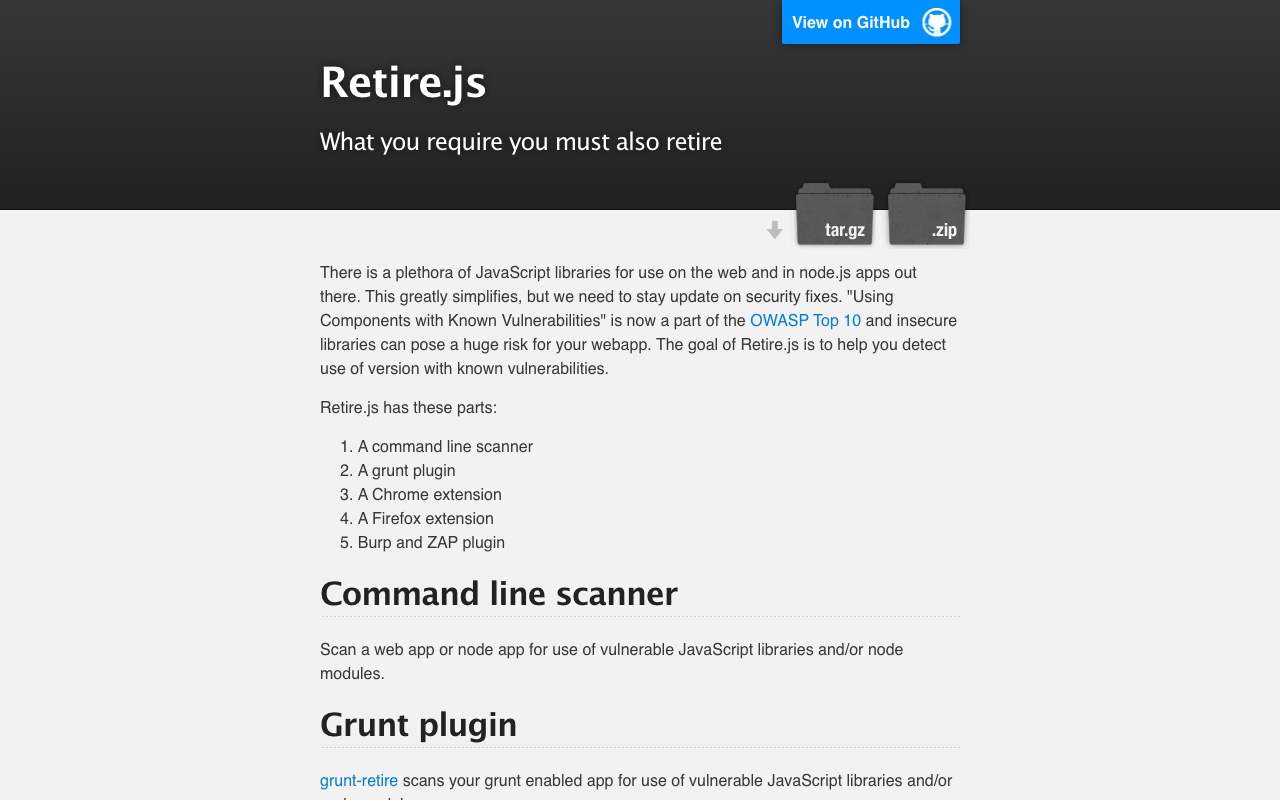 View on GitHub
Retire.js
What you require you must also retire
tar.gz
.zip
There is a plethora of JavaScript libraries for use on the web and in node.js apps out
there. This greatly simplifies, but we need to stay update on security fixes. "Using
Components with Known Vulnerabilities" is now a part of the OWASP Top 10 and insecure
libraries can pose a huge risk for your webapp. The goal of Retire.js is to help you detect
use of version with known vulnerabilities.
Retire.js has these parts:
1. A command line scanner
2. A grunt plugin
3. A Chrome extension
4. A Firefox extension
5. Burp and ZAP plugin
Command line scanner
Scan a web app or node app for use of vulnerable JavaScript libraries and/or node
modules.
Grunt plugin
grunt-retire scans your grunt enabled app for use of vulnerable JavaScript libraries and/or